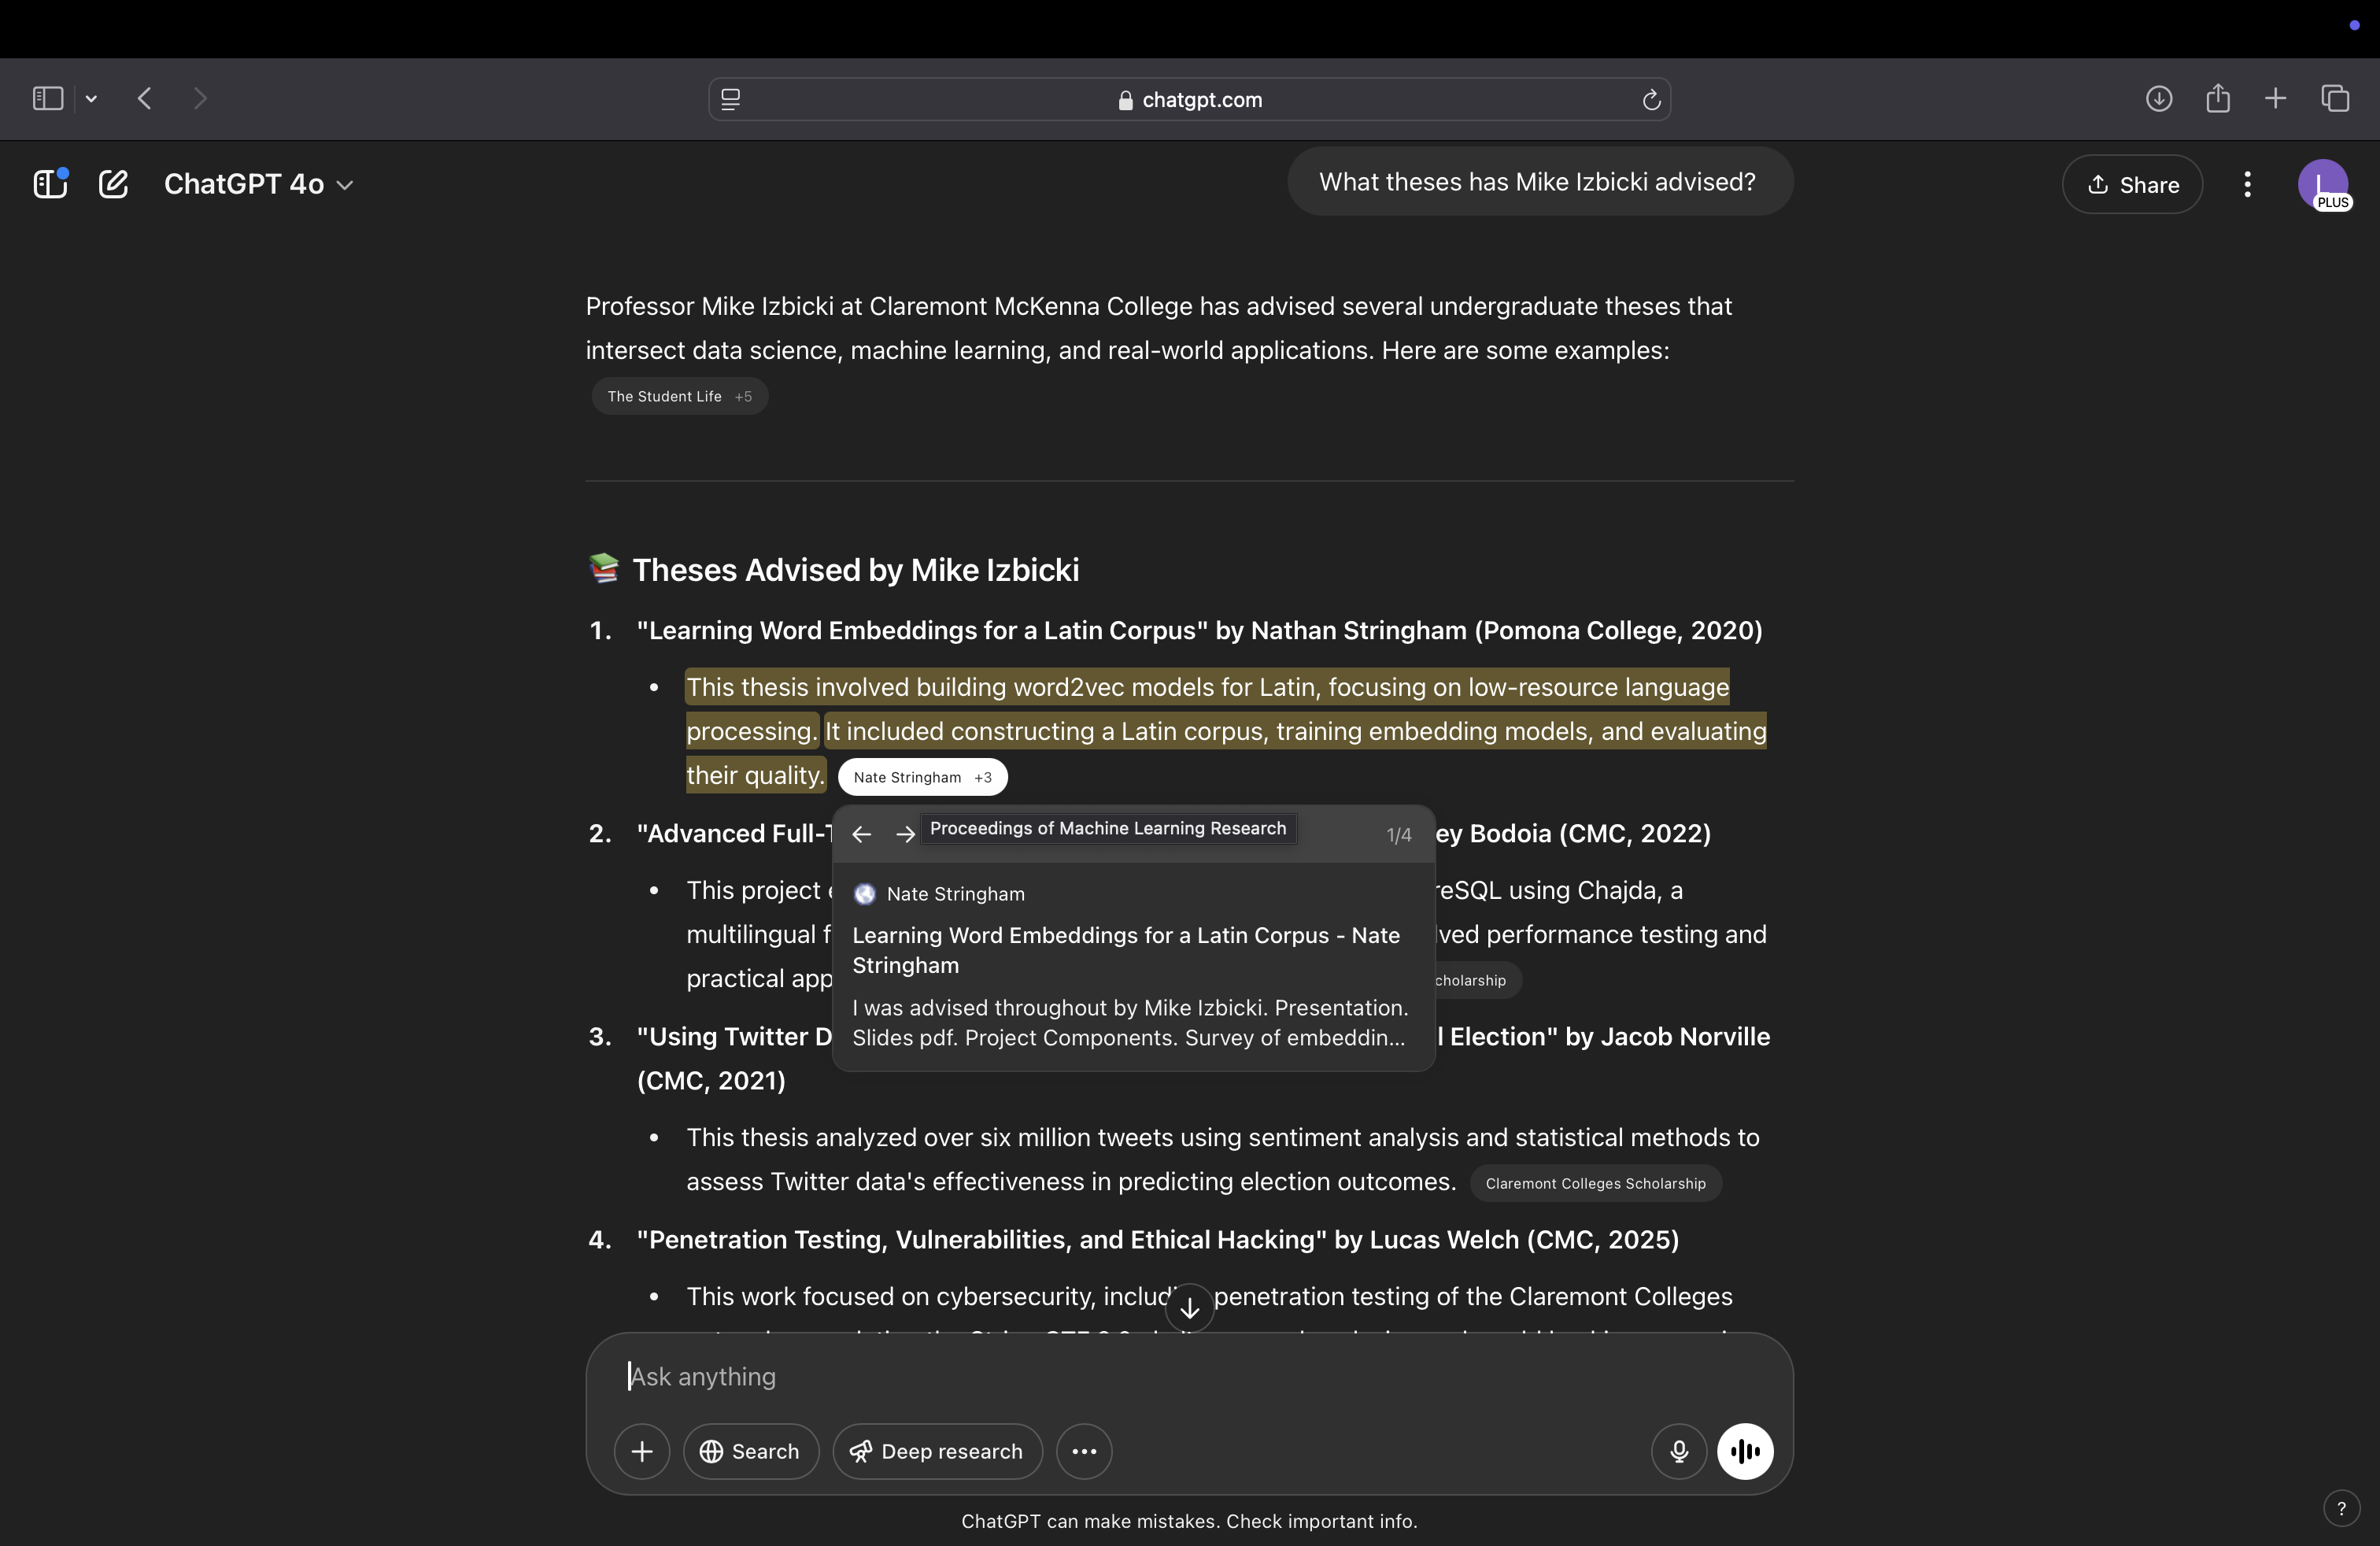 chatgpt.com
ChatGPT 4o
What theses has Mike Izbicki advised?
Share
L
PLUS
Professor Mike Izbicki at Claremont McKenna College has advised several undergraduate theses that
intersect data science, machine learning, and real-world applications. Here are some examples:
The Student Life +5
📚 Theses Advised by Mike Izbicki
1. "Learning Word Embeddings for a Latin Corpus" by Nathan Stringham (Pomona College, 2020)
• This thesis involved building word2vec models for Latin, focusing on low-resource language
processing. It included constructing a Latin corpus, training embedding models, and evaluating
their quality. Nate Stringham +3
Proceedings of Machine Learning Research
1/4
Nate Stringham
Learning Word Embeddings for a Latin Corpus - Nate
Stringham
I was advised throughout by Mike Izbicki. Presentation.
Slides pdf. Project Components. Survey of embeddin...
2. "Advanced Full-T ey Bodoia (CMC, 2022)
• This project reSQL using Chajda, a
multilingual f lved performance testing and
practical app cholarship
3. "Using Twitter D l Election" by Jacob Norville
(CMC, 2021)
• This thesis analyzed over six million tweets using sentiment analysis and statistical methods to
assess Twitter data's effectiveness in predicting election outcomes. Claremont Colleges Scholarship
4. "Penetration Testing, Vulnerabilities, and Ethical Hacking" by Lucas Welch (CMC, 2025)
• This work focused on cybersecurity, includi penetration testing of the Claremont Colleges
Ask anything
Search
Deep research
ChatGPT can make mistakes. Check important info.
?